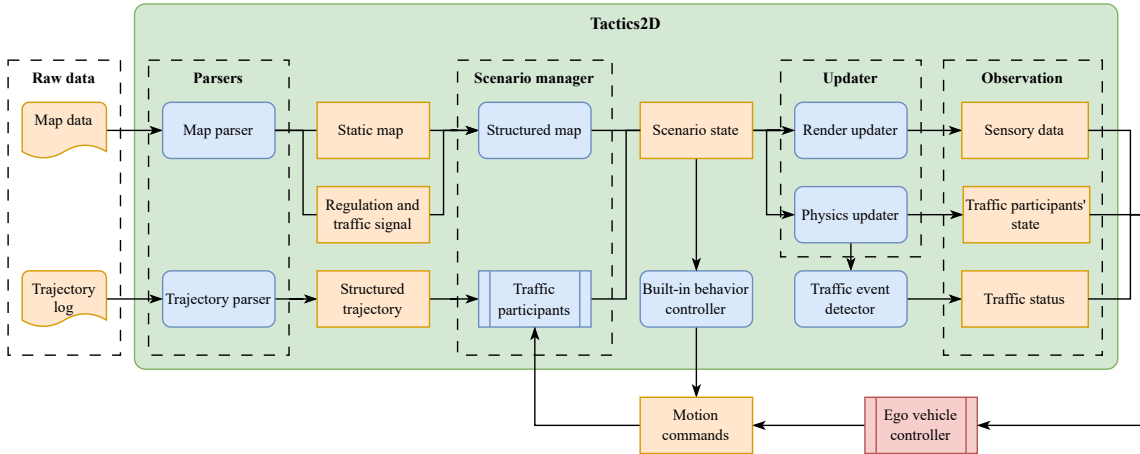 Tactics2D
Raw data
Parsers
Scenario manager
Updater
Observation
Map data
Map parser
Static map
Structured map
Scenario state
Render updater
Sensory data
Regulation and
traffic signal
Physics updater
Traffic participants'
state
Trajectory
log
Trajectory parser
Structured
trajectory
Traffic
participants
Built-in behavior
controller
Traffic event
detector
Traffic status
Motion
commands
Ego vehicle
controller